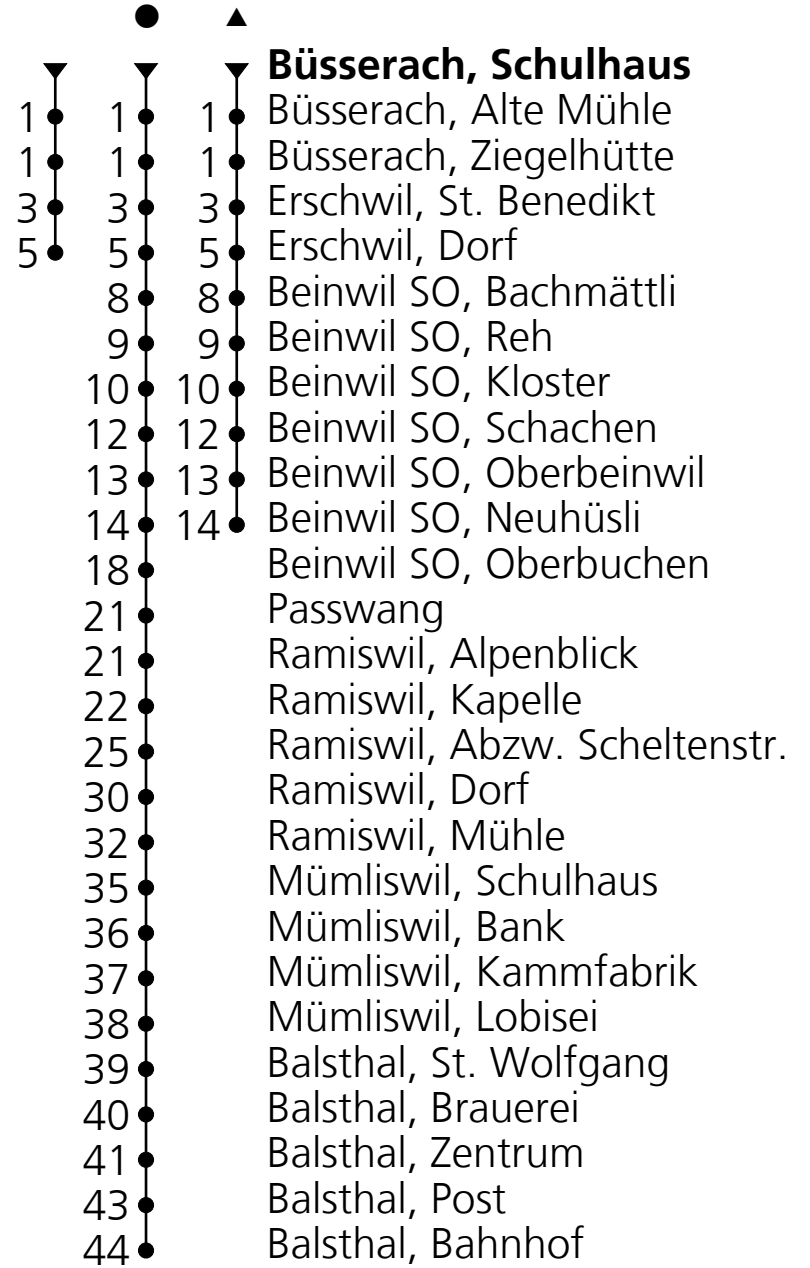 Büsserach, Schulhaus
1 1 1 Büsserach, Alte Mühle
1 1 1 Büsserach, Ziegelhütte
3 3 3 Erschwil, St. Benedikt
5 5 5 Erschwil, Dorf
8 8 Beinwil SO, Bachmättli
9 9 Beinwil SO, Reh
10 10 Beinwil SO, Kloster
12 12 Beinwil SO, Schachen
13 13 Beinwil SO, Oberbeinwil
14 14 Beinwil SO, Neuhüsli
18 Beinwil SO, Oberbuchen
21 Passwang
21 Ramiswil, Alpenblick
22 Ramiswil, Kapelle
25 Ramiswil, Abzw. Scheltenstr.
30 Ramiswil, Dorf
32 Ramiswil, Mühle
35 Mümliswil, Schulhaus
36 Mümliswil, Bank
37 Mümliswil, Kammfabrik
38 Mümliswil, Lobisei
39 Balsthal, St. Wolfgang
40 Balsthal, Brauerei
41 Balsthal, Zentrum
43 Balsthal, Post
44 Balsthal, Bahnhof